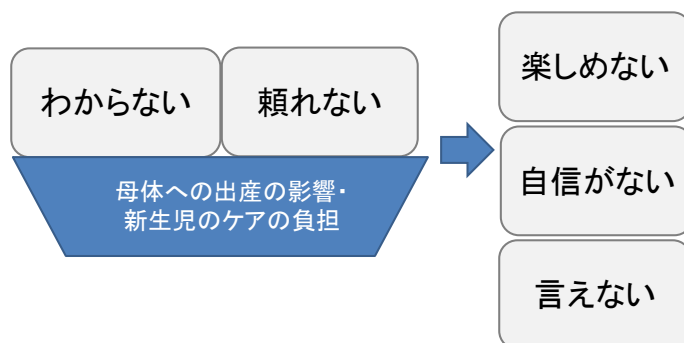 わからない
頼れない
母体への出産の影響・
新生児のケアの負担
楽しめない
自信がない
言えない